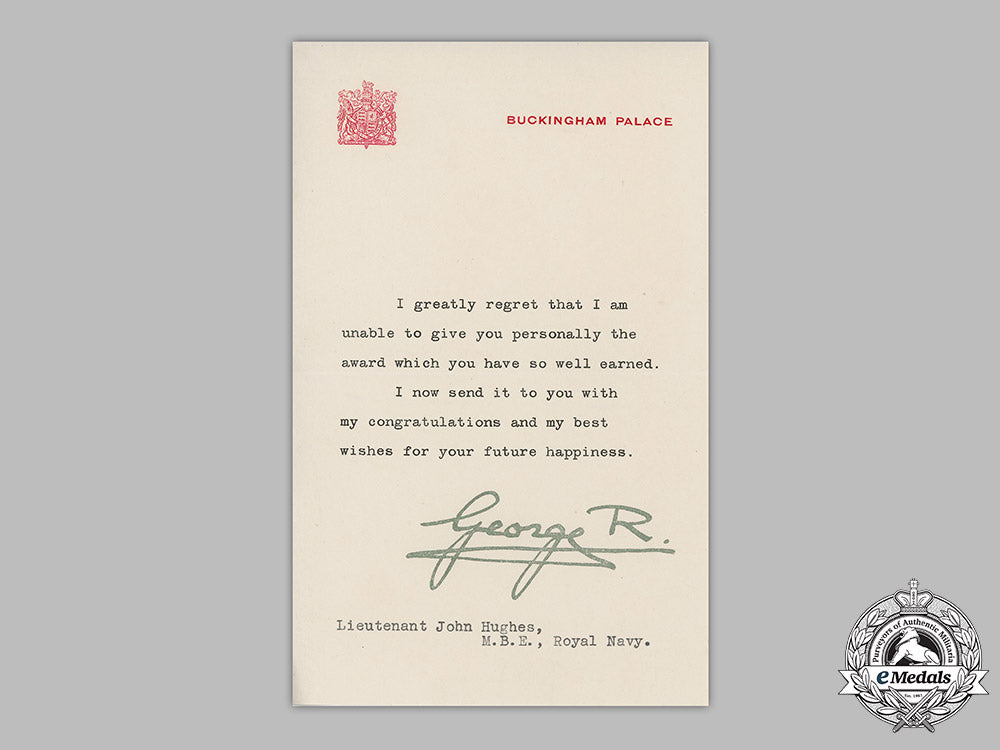 BUCKINGHAM PALACE
I greatly regret that I am
unable to give you personally the
award which you have so well earned.
I now send it to you with
my congratulations and my best
wishes for your future happiness.
George R.
Lieutenant John Hughes,
M.B.E., Royal Navy.
Purveyors of Authentic Militaria
eMedals